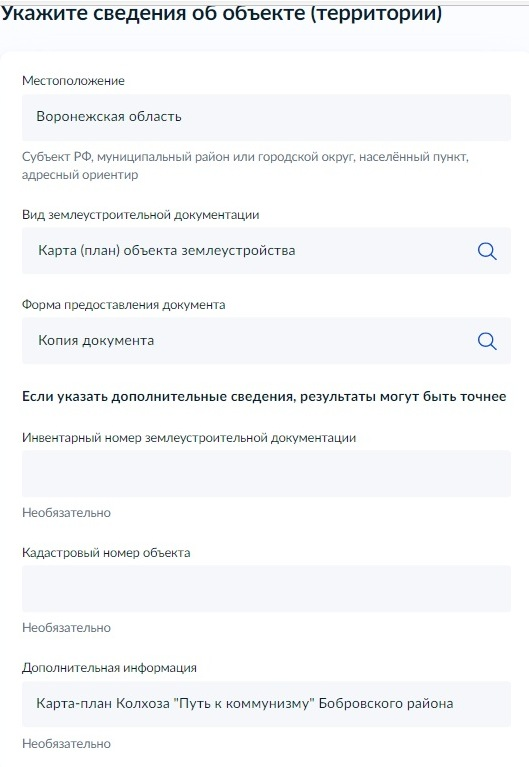 Укажите сведения об объекте (территории)
Местоположение
Воронежская область
Субъект РФ, муниципальный район или городской округ, населённый пункт,
адресный ориентир
Вид землеустроительной документации
Карта (план) объекта землеустройства
Форма предоставления документа
Копия документа
Если указать дополнительные сведения, результаты могут быть точнее
Инвентарный номер землеустроительной документации
Необязательно
Кадастровый номер объекта
Необязательно
Дополнительная информация
Карта-план Колхоза "Путь к коммунизму" Бобровского района
Необязательно